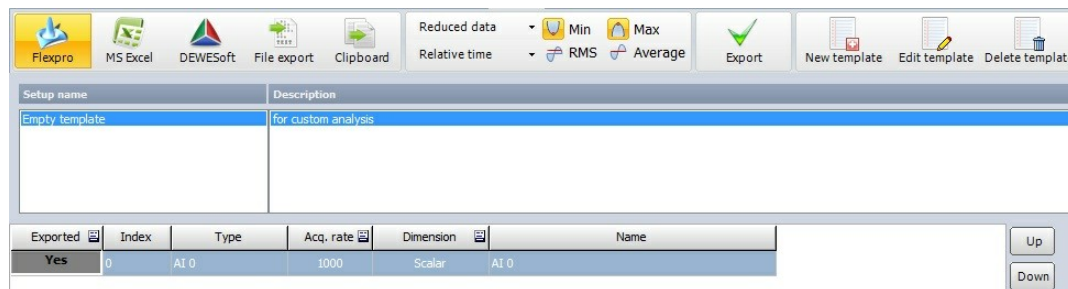 Reduced data Min Max
Relative time RMS Average
Flexpro MS Excel DEWESoft File export Clipboard Export New template Edit template Delete templat
Setup name Description
Empty template for custom analysis
Exported Index Type Acq. rate Dimension Name
Yes 0 AI 0 1000 Scalar AI 0
Up
Down